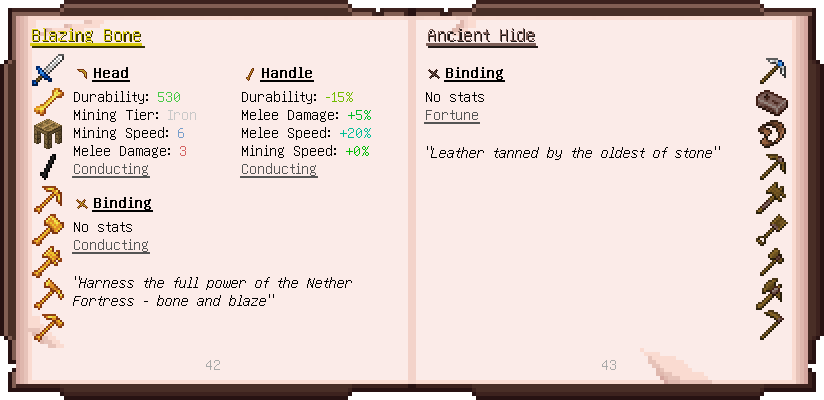 Blazing Bone
Head
Durability: 530
Mining Tier: Iron
Mining Speed: 6
Melee Damage: 3
Conducting
Handle
Durability: -15%
Melee Damage: +5%
Melee Speed: +20%
Mining Speed: +0%
Conducting
Binding
No stats
Conducting
"Harness the full power of the Nether
Fortress - bone and blaze"
42
Ancient Hide
Binding
No stats
Fortune
"Leather tanned by the oldest of stone"
43